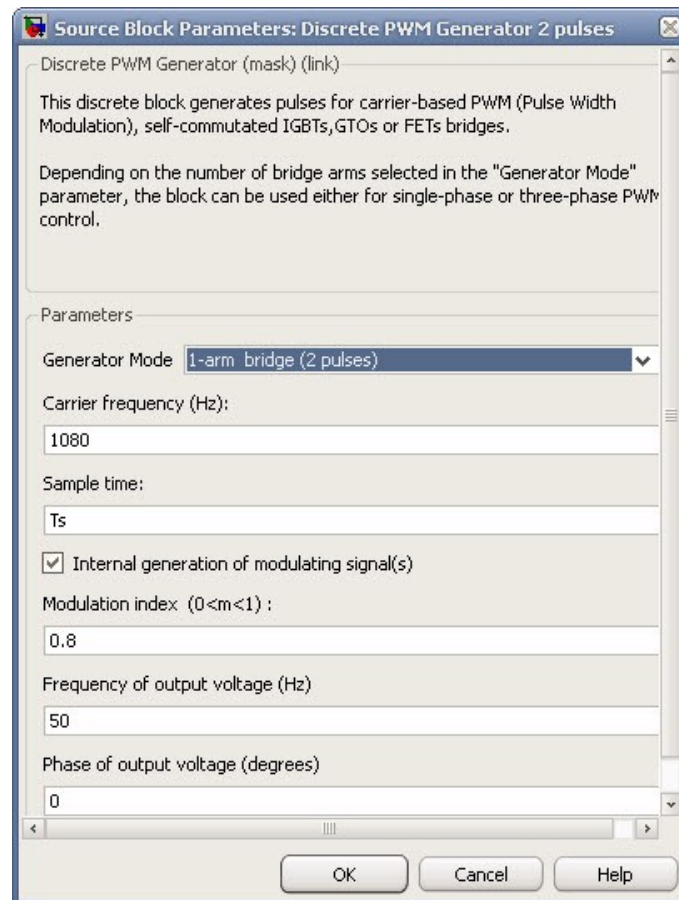 Source Block Parameters: Discrete PWM Generator 2 pulses
Discrete PWM Generator (mask) (link)
This discrete block generates pulses for carrier-based PWM (Pulse Width
Modulation), self-commutated IGBTs,GTOs or FETs bridges.
Depending on the number of bridge arms selected in the "Generator Mode"
parameter, the block can be used either for single-phase or three-phase PWM
control.
Parameters
Generator Mode 1-arm bridge (2 pulses)
Carrier frequency (Hz):
1080
Sample time:
Ts
Internal generation of modulating signal(s)
Modulation index (0<m<1) :
0.8
Frequency of output voltage (Hz)
50
Phase of output voltage (degrees)
0
OK Cancel Help